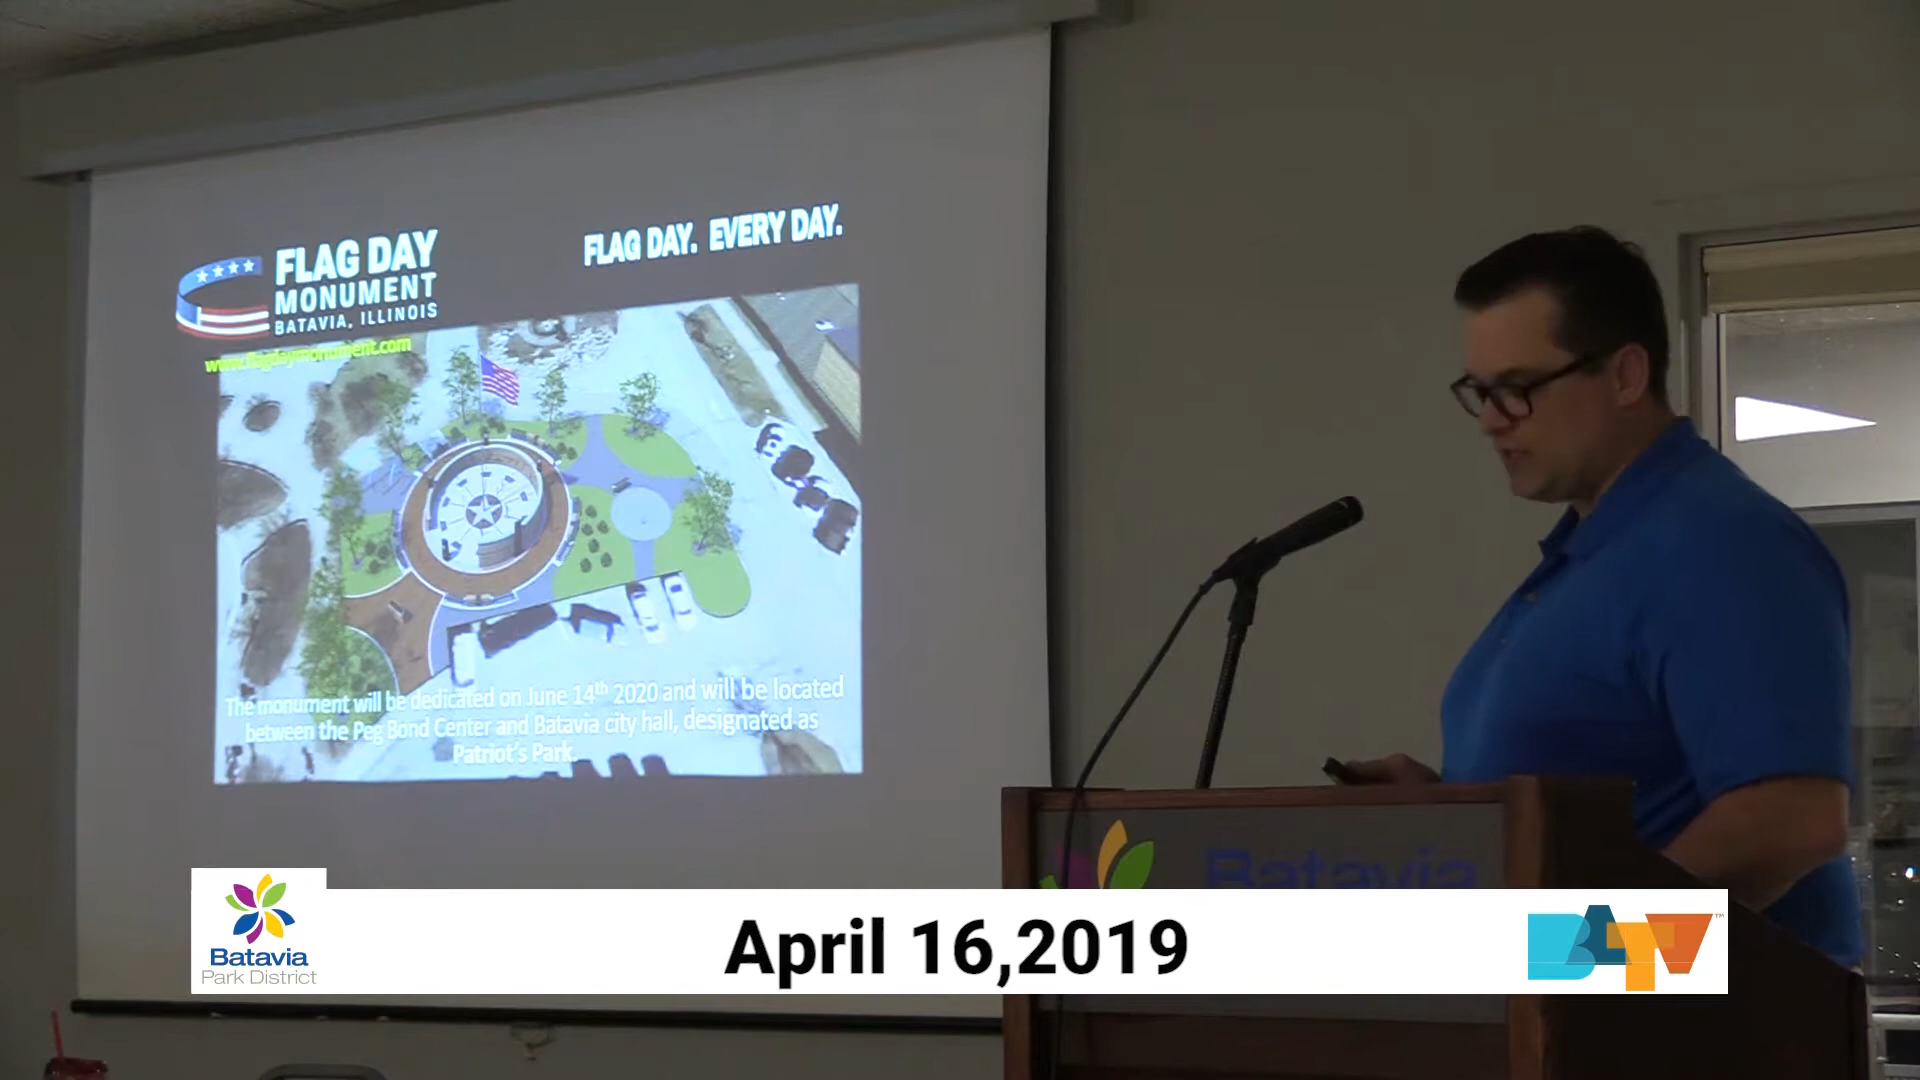 FLAG DAY
MONUMENT
BATAVIA, ILLINOIS
www.flagdaymonument.com
FLAG DAY. EVERY DAY.
The monument will be dedicated on June 14th 2020 and will be located
between the Peg Bond Center and Batavia city hall, designated as
Patriot's Park.
Batavia
Batavia
Park District
April 16,2019
BATV™